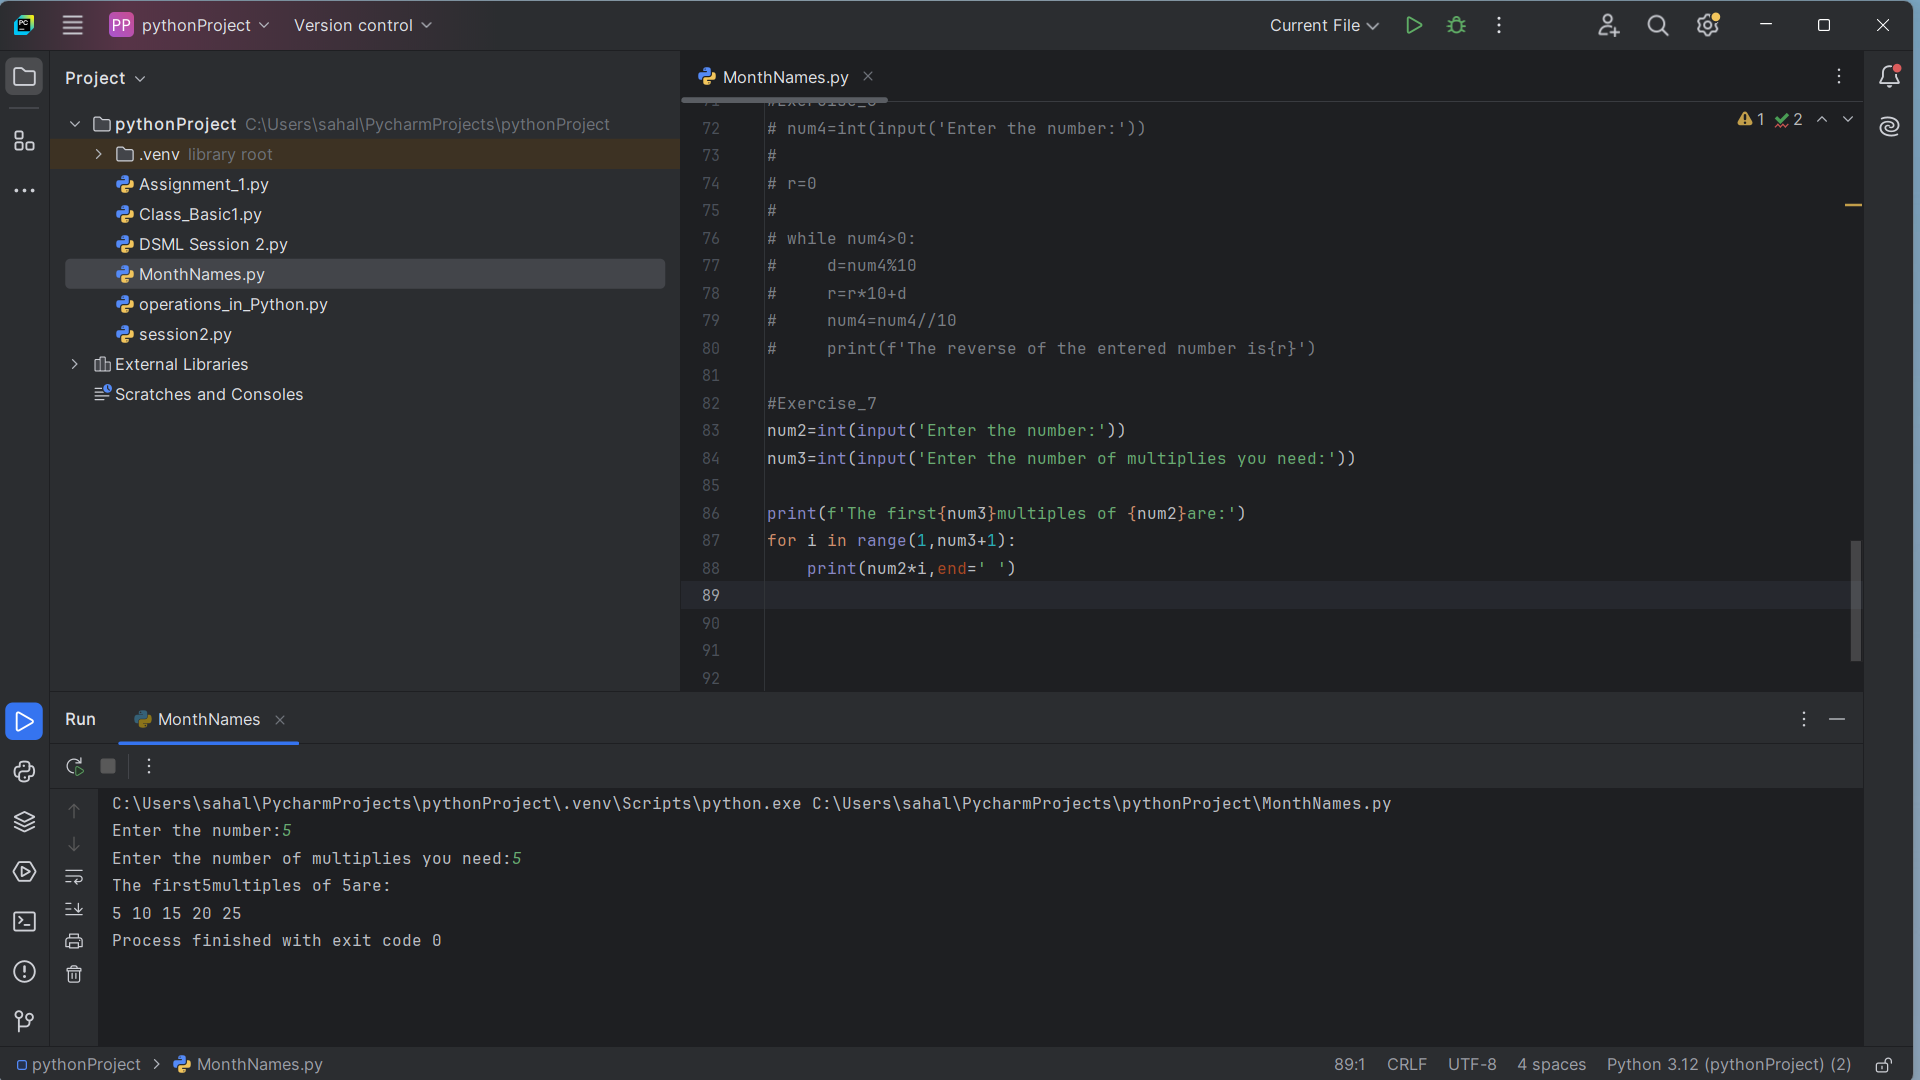 PP pythonProject Version control Current File
Project
MonthNames.py
pythonProject C:\Users\sahal\PycharmProjects\pythonProject
.venv library root
Assignment_1.py
Class_Basic1.py
DSML Session 2.py
MonthNames.py
operations_in_Python.py
session2.py
External Libraries
Scratches and Consoles
1 2
72 # num4=int(input('Enter the number:'))
73 #
74 # r=0
75 #
76 # while num4>0:
77 #     d=num4%10
78 #     r=r*10+d
79 #     num4=num4//10
80 #     print(f'The reverse of the entered number is{r}')
81
82 #Exercise_7
83 num2=int(input('Enter the number:'))
84 num3=int(input('Enter the number of multiplies you need:'))
85
86 print(f'The first{num3}multiples of {num2}are:')
87 for i in range(1,num3+1):
88     print(num2*i,end=' ')
89
90
91
92
Run MonthNames
C:\Users\sahal\PycharmProjects\pythonProject\.venv\Scripts\python.exe C:\Users\sahal\PycharmProjects\pythonProject\MonthNames.py
Enter the number:5
Enter the number of multiplies you need:5
The first5multiples of 5are:
5 10 15 20 25
Process finished with exit code 0
pythonProject > MonthNames.py 89:1 CRLF UTF-8 4 spaces Python 3.12 (pythonProject) (2)